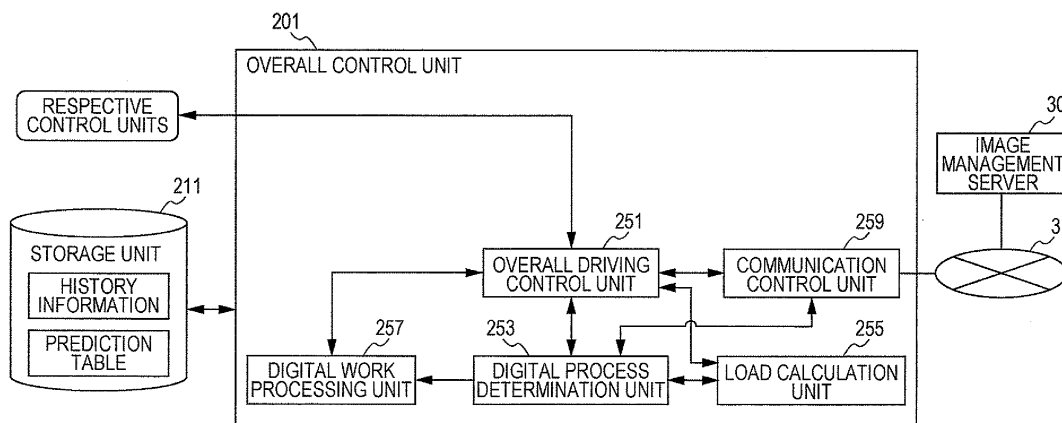 201
OVERALL CONTROL UNIT
RESPECTIVE
CONTROL UNITS
30
IMAGE
MANAGEMENT
SERVER
211
STORAGE UNIT
HISTORY
INFORMATION
PREDICTION
TABLE
251
OVERALL DRIVING
CONTROL UNIT
259
COMMUNICATION
CONTROL UNIT
3
257
DIGITAL WORK
PROCESSING UNIT
253
DIGITAL PROCESS
DETERMINATION UNIT
255
LOAD CALCULATION
UNIT